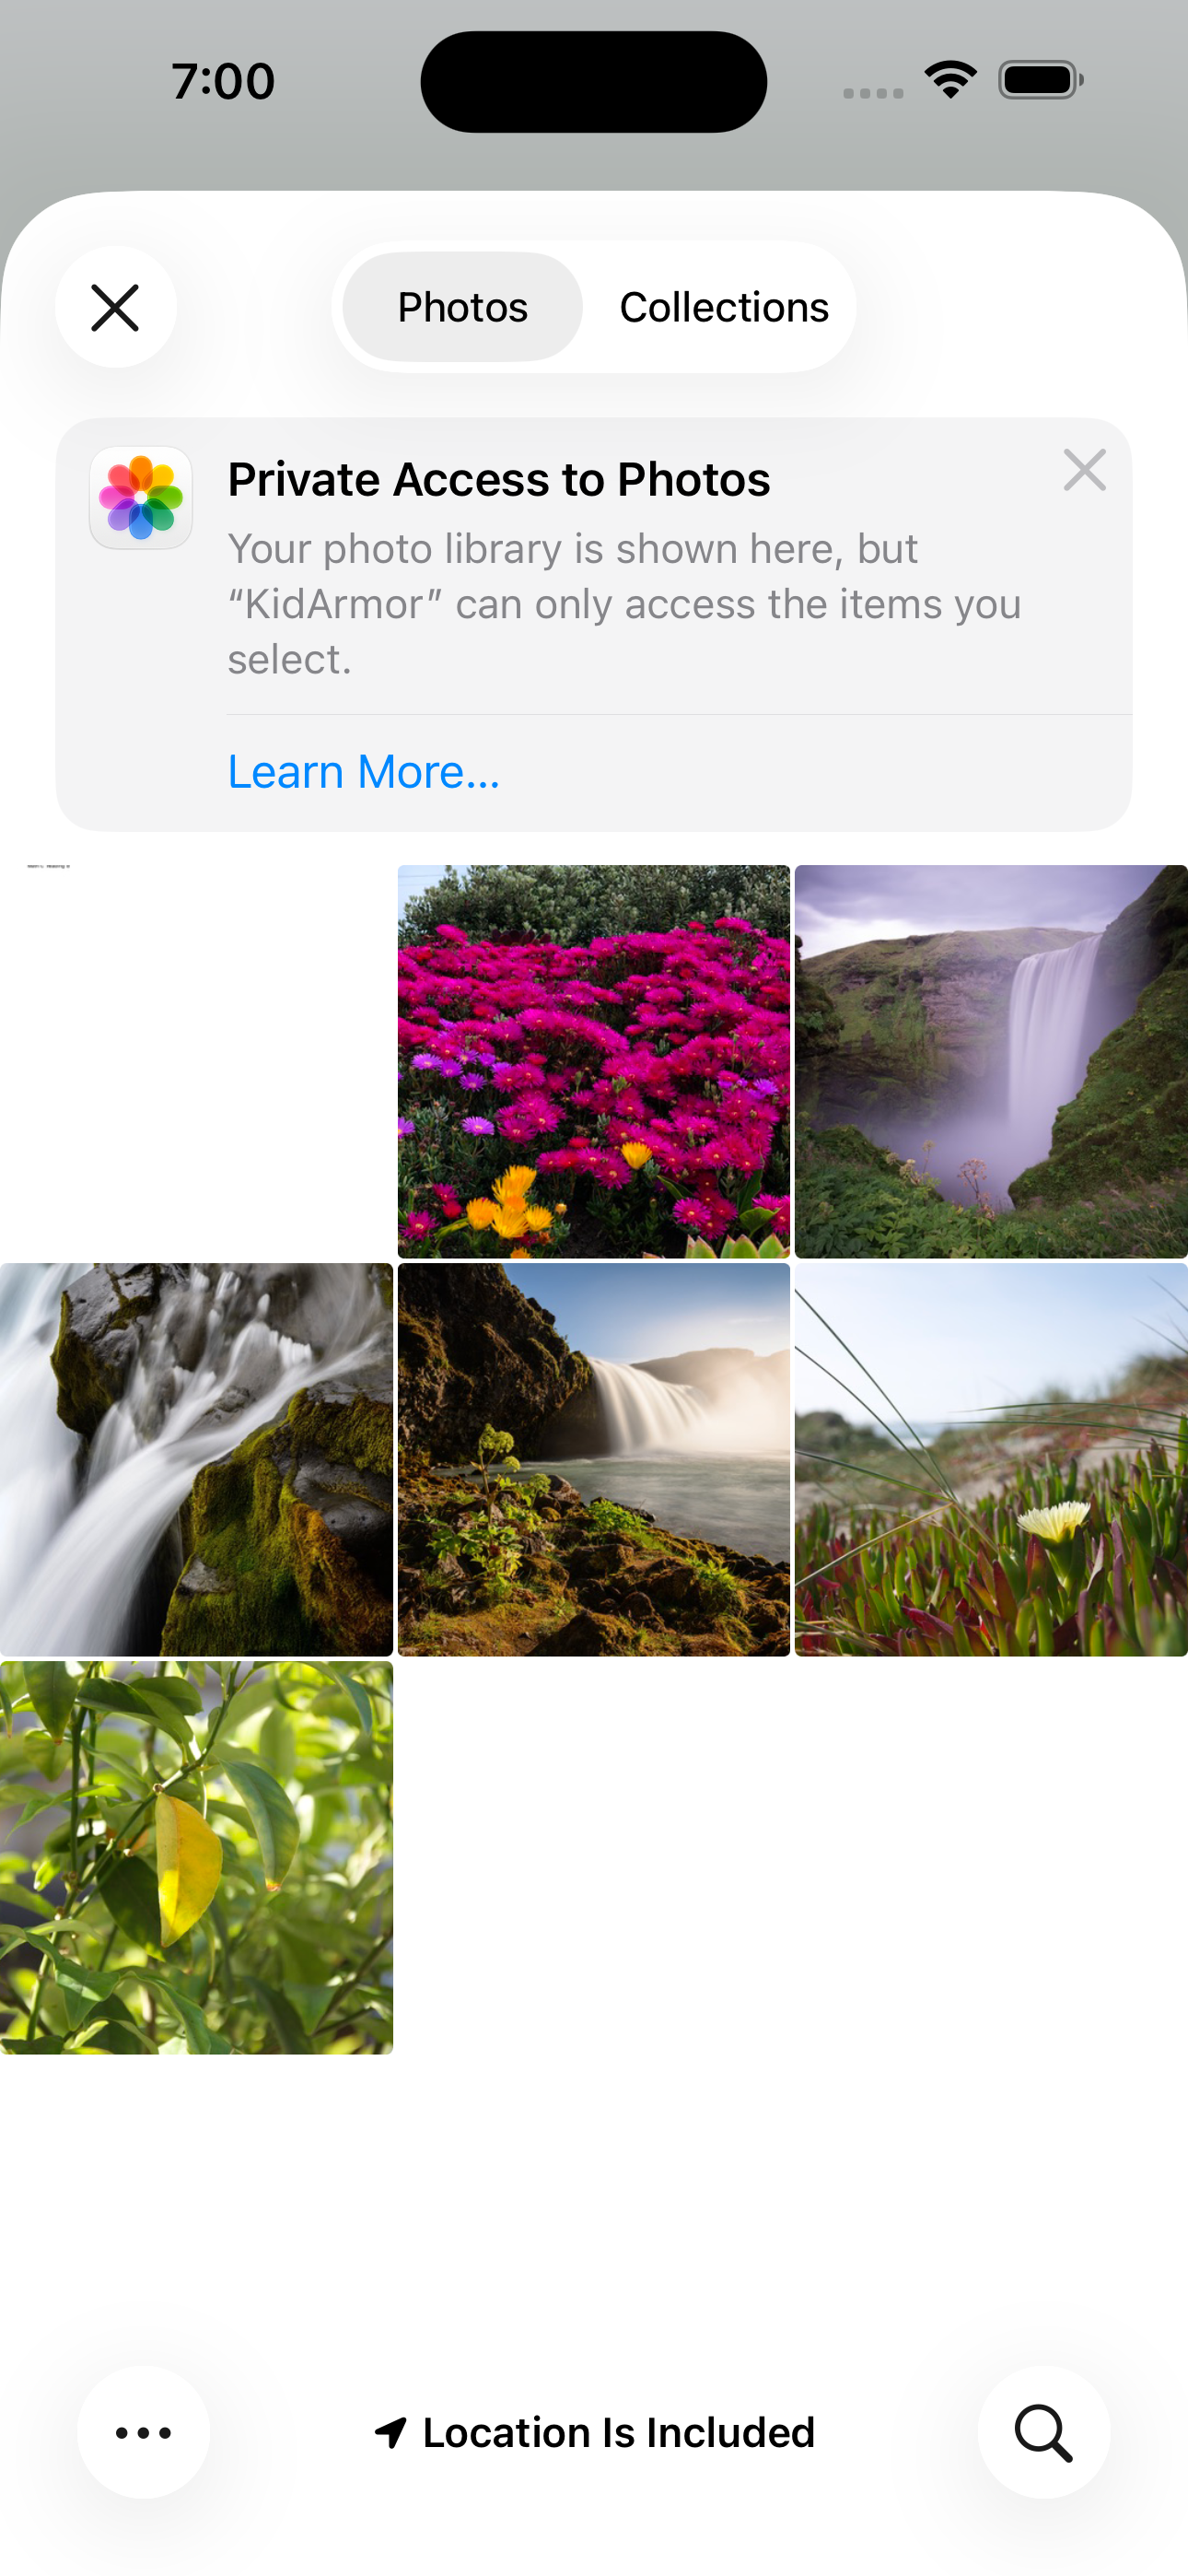 7:00
Photos
Collections
Private Access to Photos
Your photo library is shown here, but
“KidArmor” can only access the items you
select.
Learn More...
Location Is Included